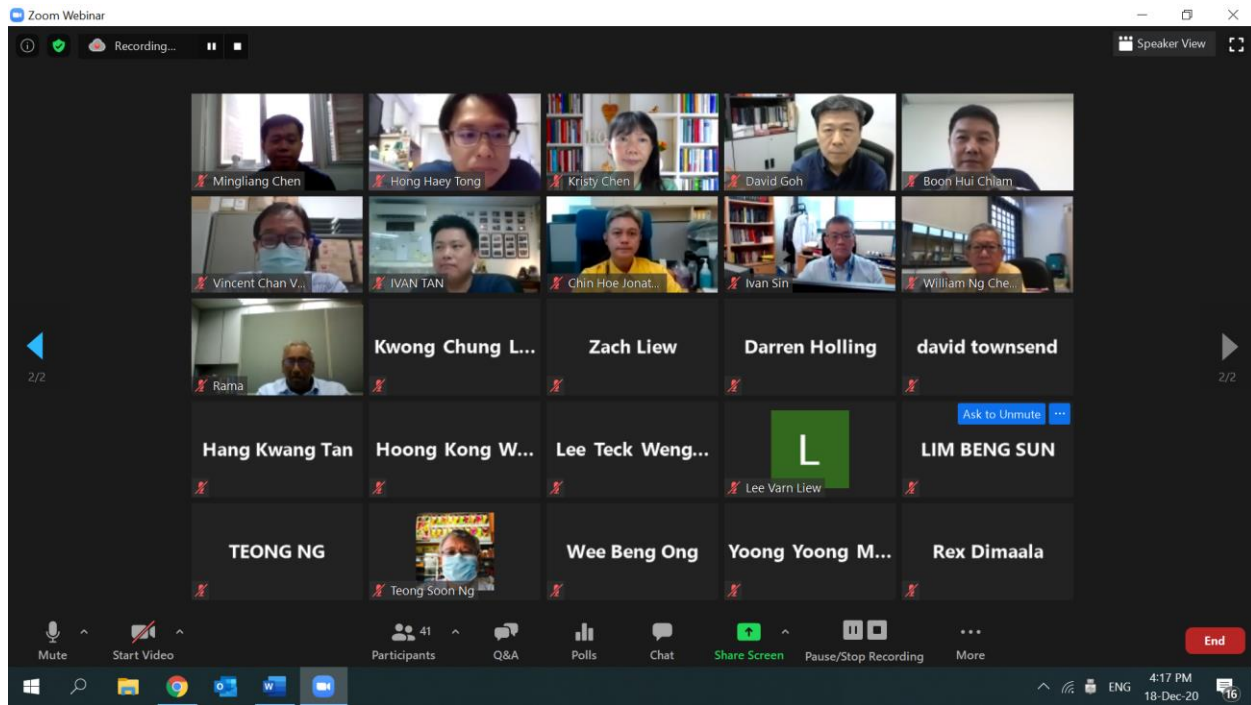 Zoom Webinar
Recording...
Speaker View
Mingliang Chen
Hong Haey Tong
Kristy Chen
David Goh
Boon Hui Chiam
Vincent Chan V...
IVAN TAN
Chin Hoe Jonat...
Ivan Sin
William Ng Che...
Rama
Kwong Chung L...
Zach Liew
Darren Holling
david townsend
2/2
2/2
Ask to Unmute ...
Hang Kwang Tan
Hoong Kong W...
Lee Teck Weng...
L
Lee Varn Liew
LIM BENG SUN
TEONG NG
Teong Soon Ng
Wee Beng Ong
Yoong Yoong M...
Rex Dimaala
Mute
Start Video
41
Participants
Q&A
Polls
Chat
Share Screen
Pause/Stop Recording
More
End
ENG
4:17 PM
18-Dec-20
16